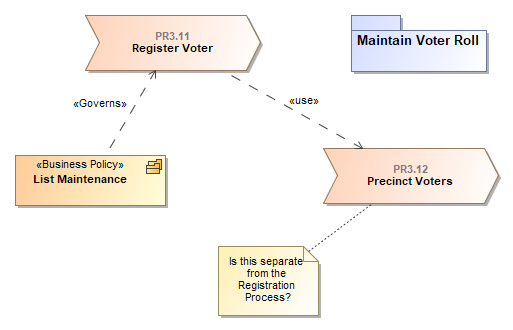 PR3.11
Register Voter
Maintain Voter Roll
«Governs»
«use»
«Business Policy»
List Maintenance
PR3.12
Precinct Voters
Is this separate
from the
Registration
Process?